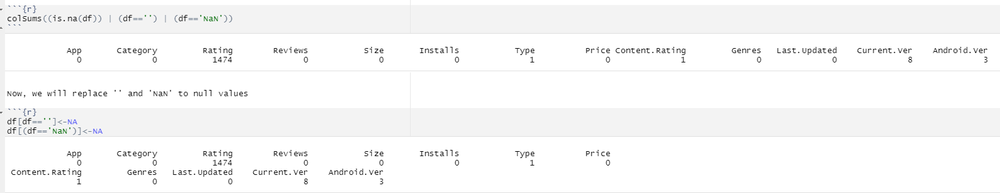 ```{r}
colSums((is.na(df)) | (df=='') | (df=='NaN'))
```
App Category Rating Reviews Size Installs Type Price Content.Rating Genres Last.Updated Current.Ver Android.Ver
0 0 1474 0 0 0 1 0 1 0 0 8 3
Now, we will replace '' and 'NaN' to null values
```{r}
df[df=='']<-NA
df[(df=='NaN')]<-NA
App Category Rating Reviews Size Installs Type Price
0 0 1474 0 0 0 1 0
Content.Rating Genres Last.Updated Current.Ver Android.Ver
1 0 0 8 3